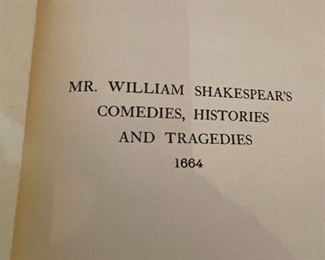 MR. WILLIAM SHAKESPEAR'S
COMEDIES, HISTORIES
AND TRAGEDIES
1664